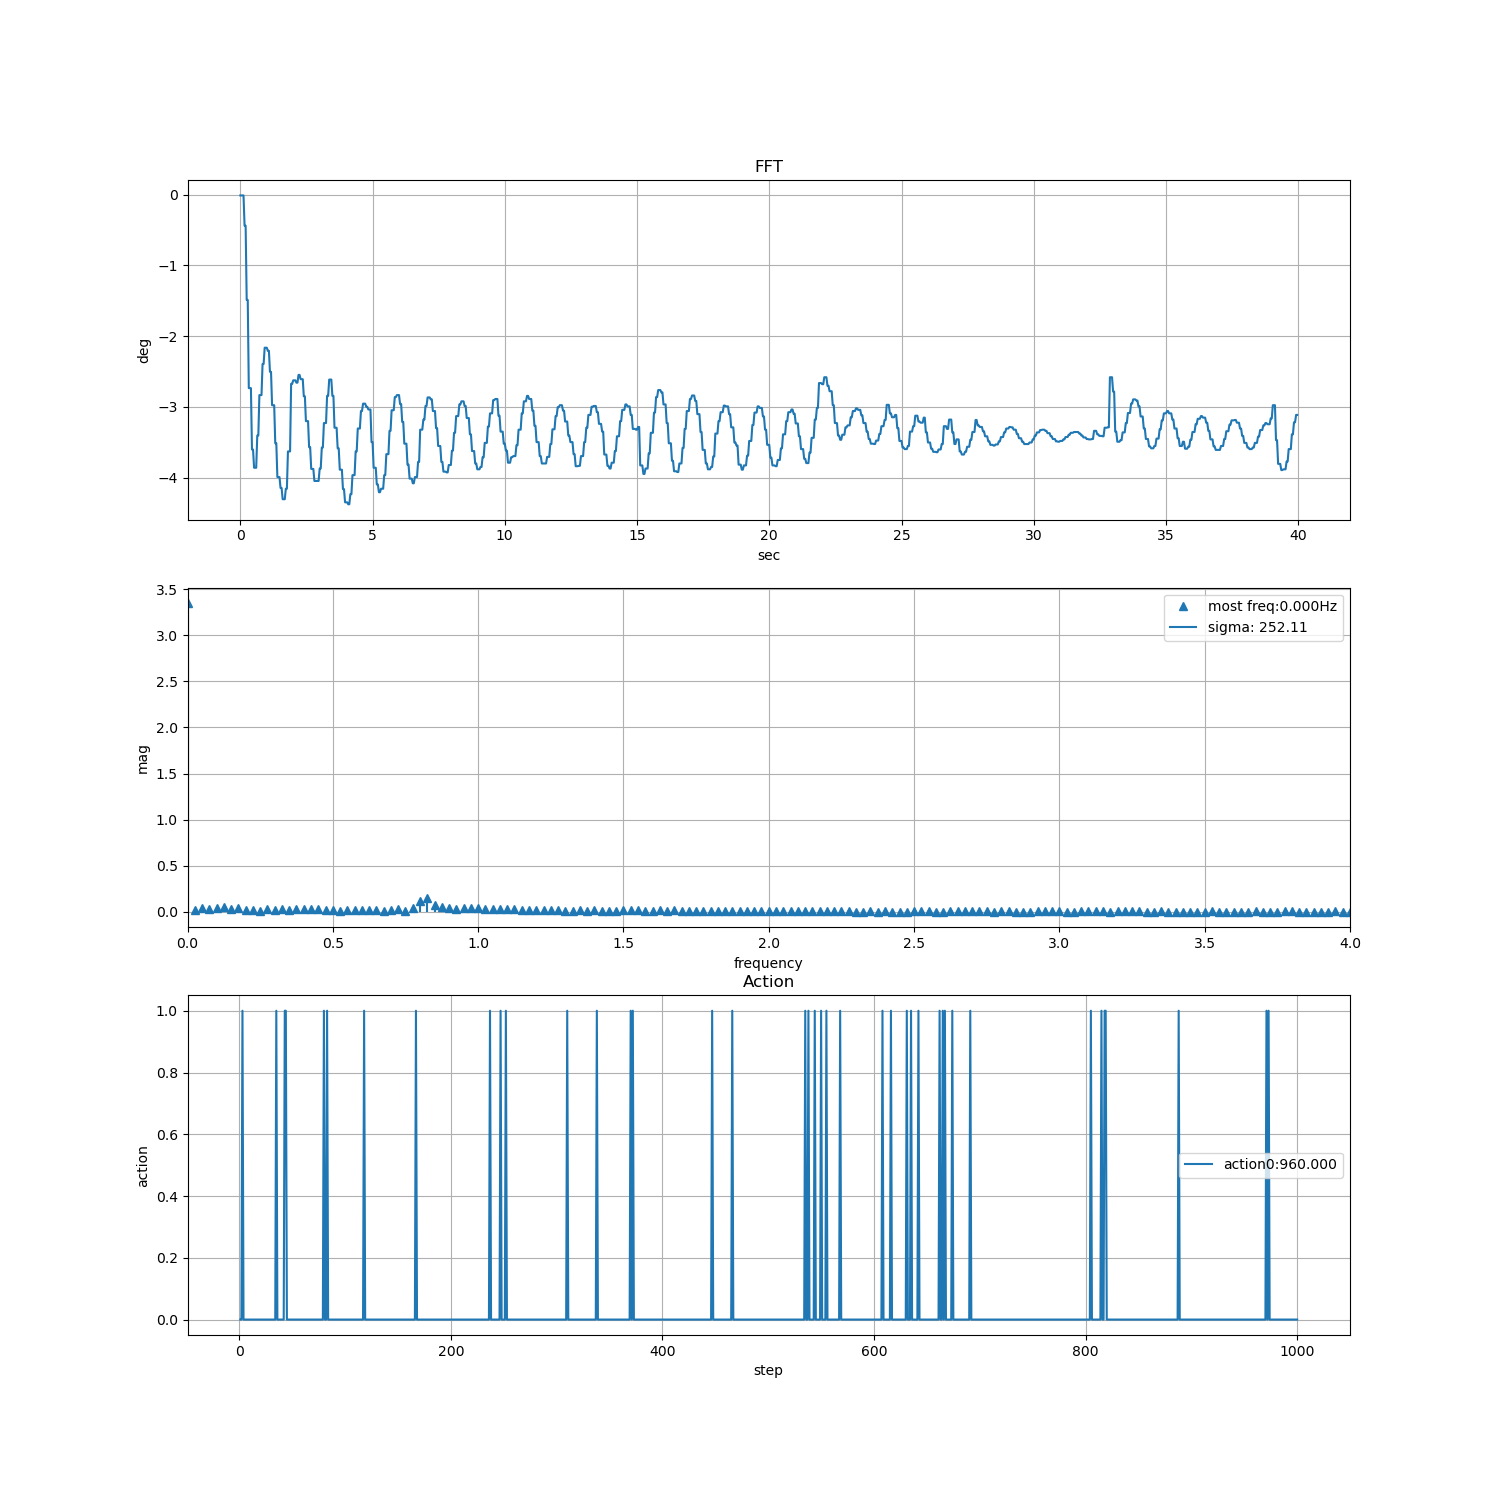 FFT
0
−1
−2
−3
−4
deg
0 5 10 15 20 25 30 35 40
sec
3.5
3.0
2.5
2.0
1.5
1.0
0.5
0.0
mag
most freq:0.000Hz
sigma: 252.11
0.0 0.5 1.0 1.5 2.0 2.5 3.0 3.5 4.0
frequency
Action
1.0
0.8
0.6
0.4
0.2
0.0
action
action0:960.000
0 200 400 600 800 1000
step